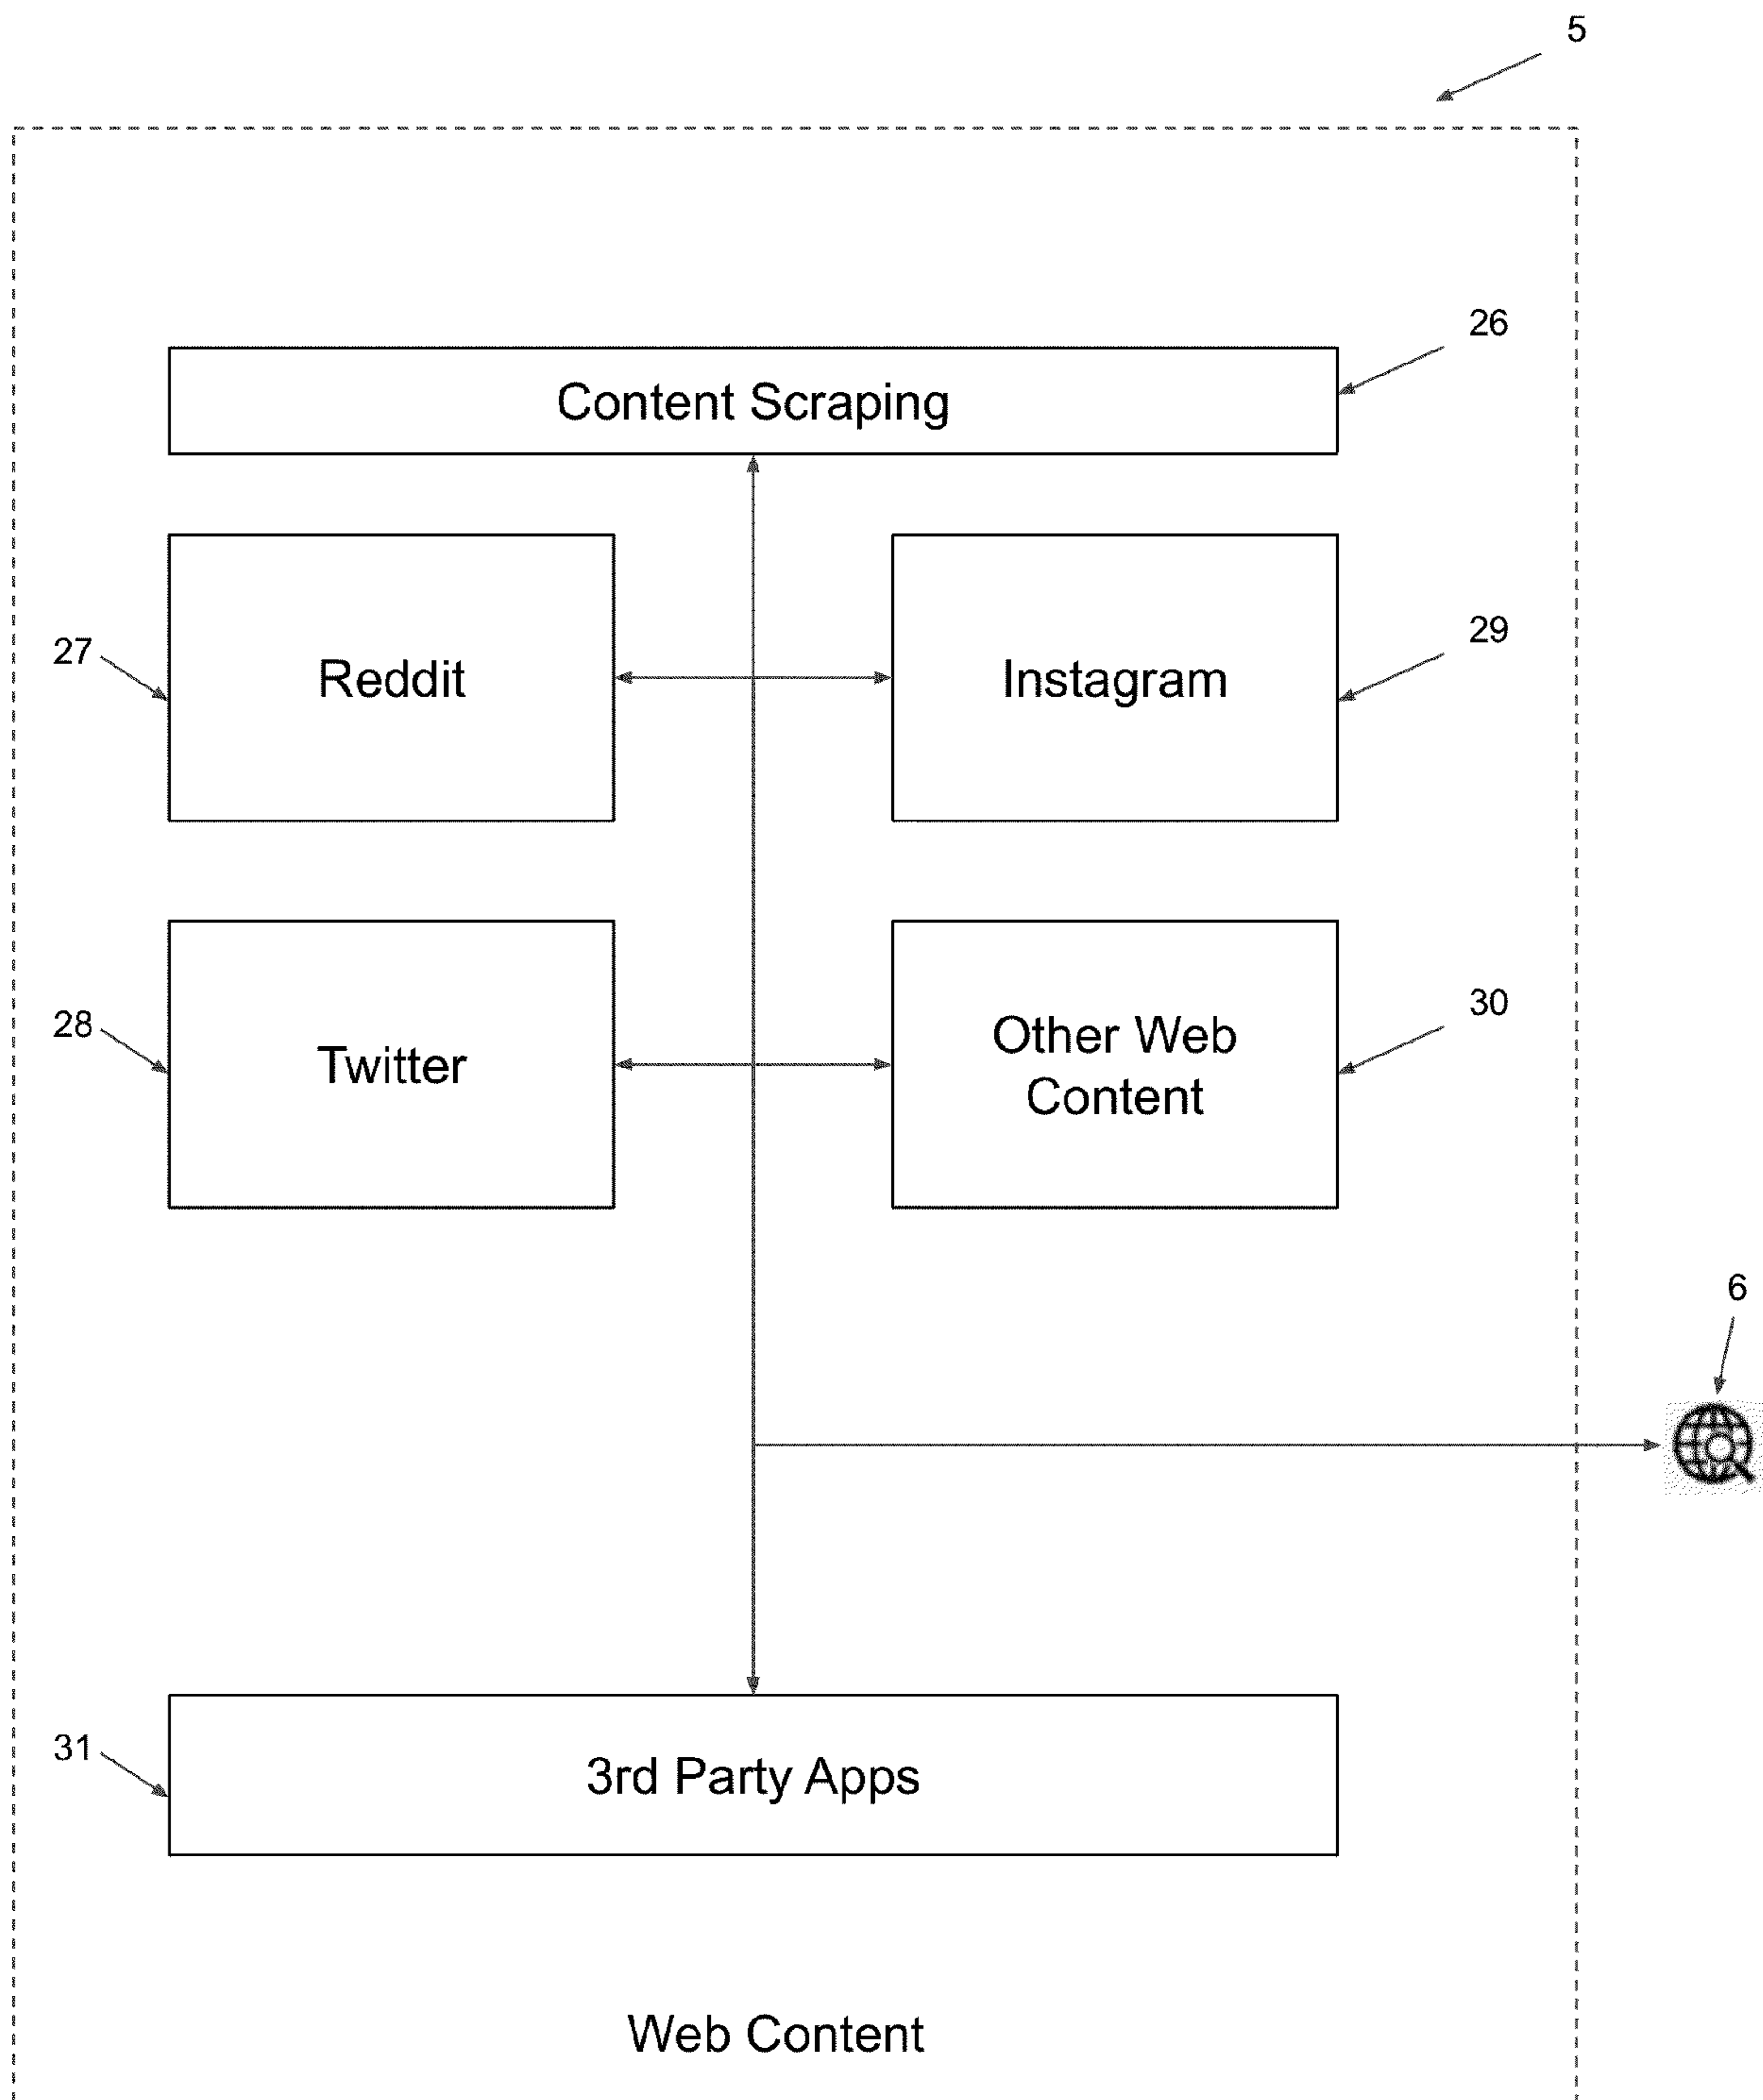 5
26
Content Scraping
27
Reddit
Instagram
29
28
Twitter
Other Web
Content
30
6
31
3rd Party Apps
Web Content